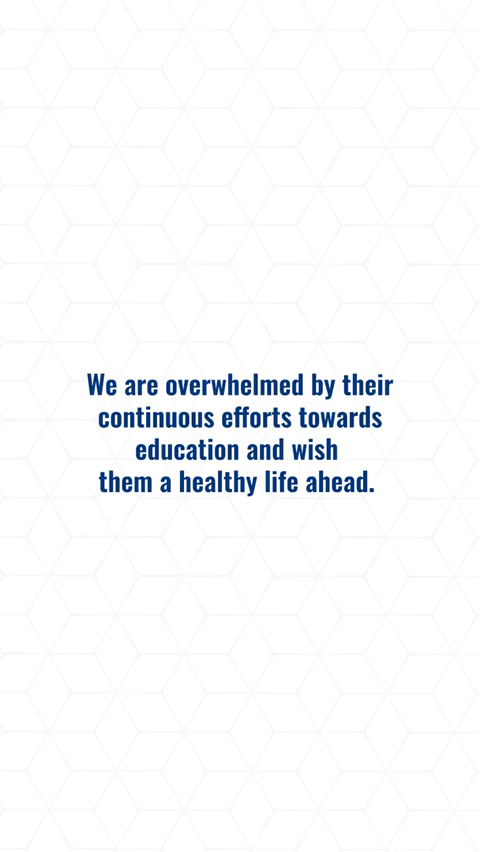 We are overwhelmed by their
continuous efforts towards
education and wish
them a healthy life ahead.